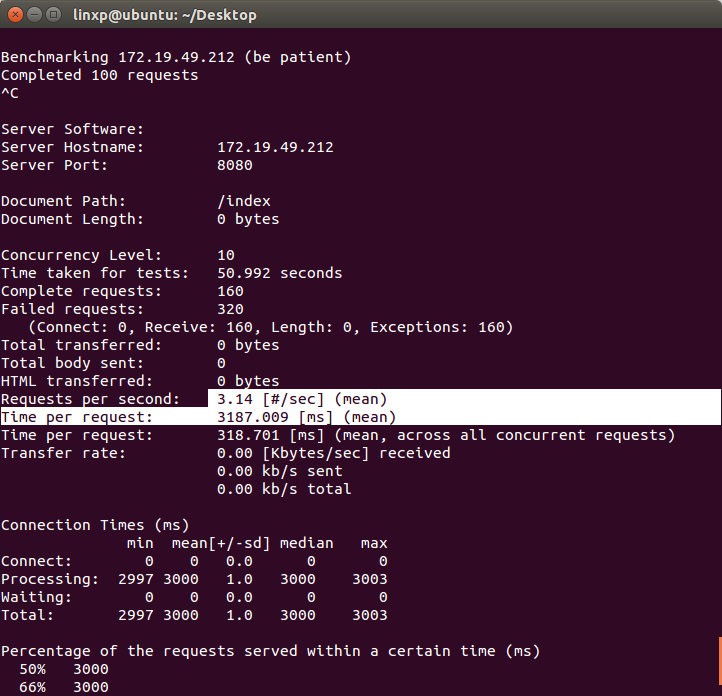 linxp@ubuntu: ~/Desktop
Benchmarking 172.19.49.212 (be patient)
Completed 100 requests
^C
Server Software:
Server Hostname:        172.19.49.212
Server Port:            8080
Document Path:          /index
Document Length:        0 bytes
Concurrency Level:      10
Time taken for tests:   50.992 seconds
Complete requests:      160
Failed requests:        320
   (Connect: 0, Receive: 160, Length: 0, Exceptions: 160)
Total transferred:      0 bytes
Total body sent:        0
HTML transferred:       0 bytes
Requests per second:    3.14 [#/sec] (mean)
Time per request:       3187.009 [ms] (mean)
Time per request:       318.701 [ms] (mean, across all concurrent requests)
Transfer rate:          0.00 [Kbytes/sec] received
                        0.00 kb/s sent
                        0.00 kb/s total
Connection Times (ms)
              min  mean[+/-sd] median   max
Connect:        0    0   0.0      0       0
Processing:  2997 3000   1.0   3000    3003
Waiting:        0    0   0.0      0       0
Total:       2997 3000   1.0   3000    3003
Percentage of the requests served within a certain time (ms)
  50%   3000
  66%   3000